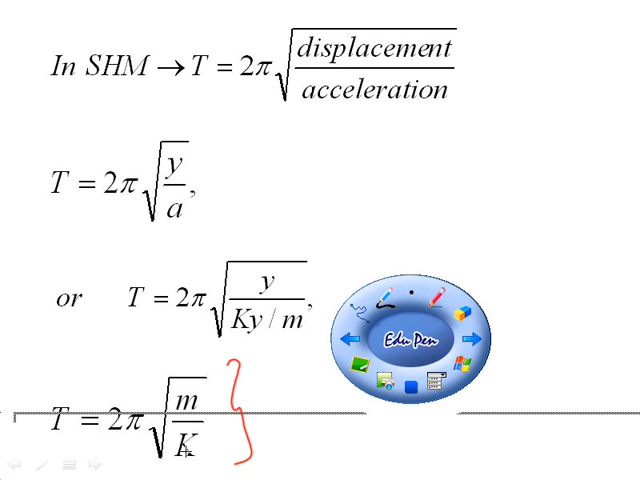 In SHM → T = 2π√(displacement / acceleration)
T = 2π√(y / a),
or T = 2π√(y / (Ky / m)),
Edu Pen
T = 2π√(m / K)